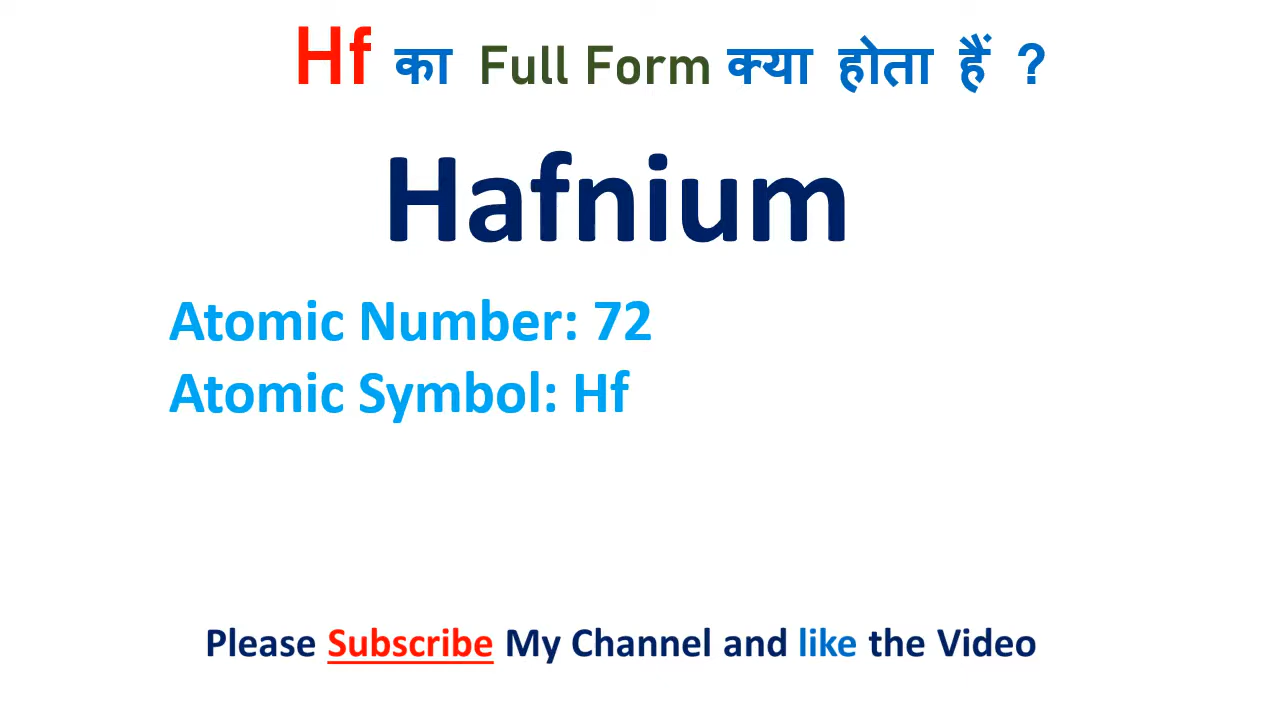 Hf का Full Form क्या होता हैं ?
Hafnium
Atomic Number: 72
Atomic Symbol: Hf
Please Subscribe My Channel and like the Video